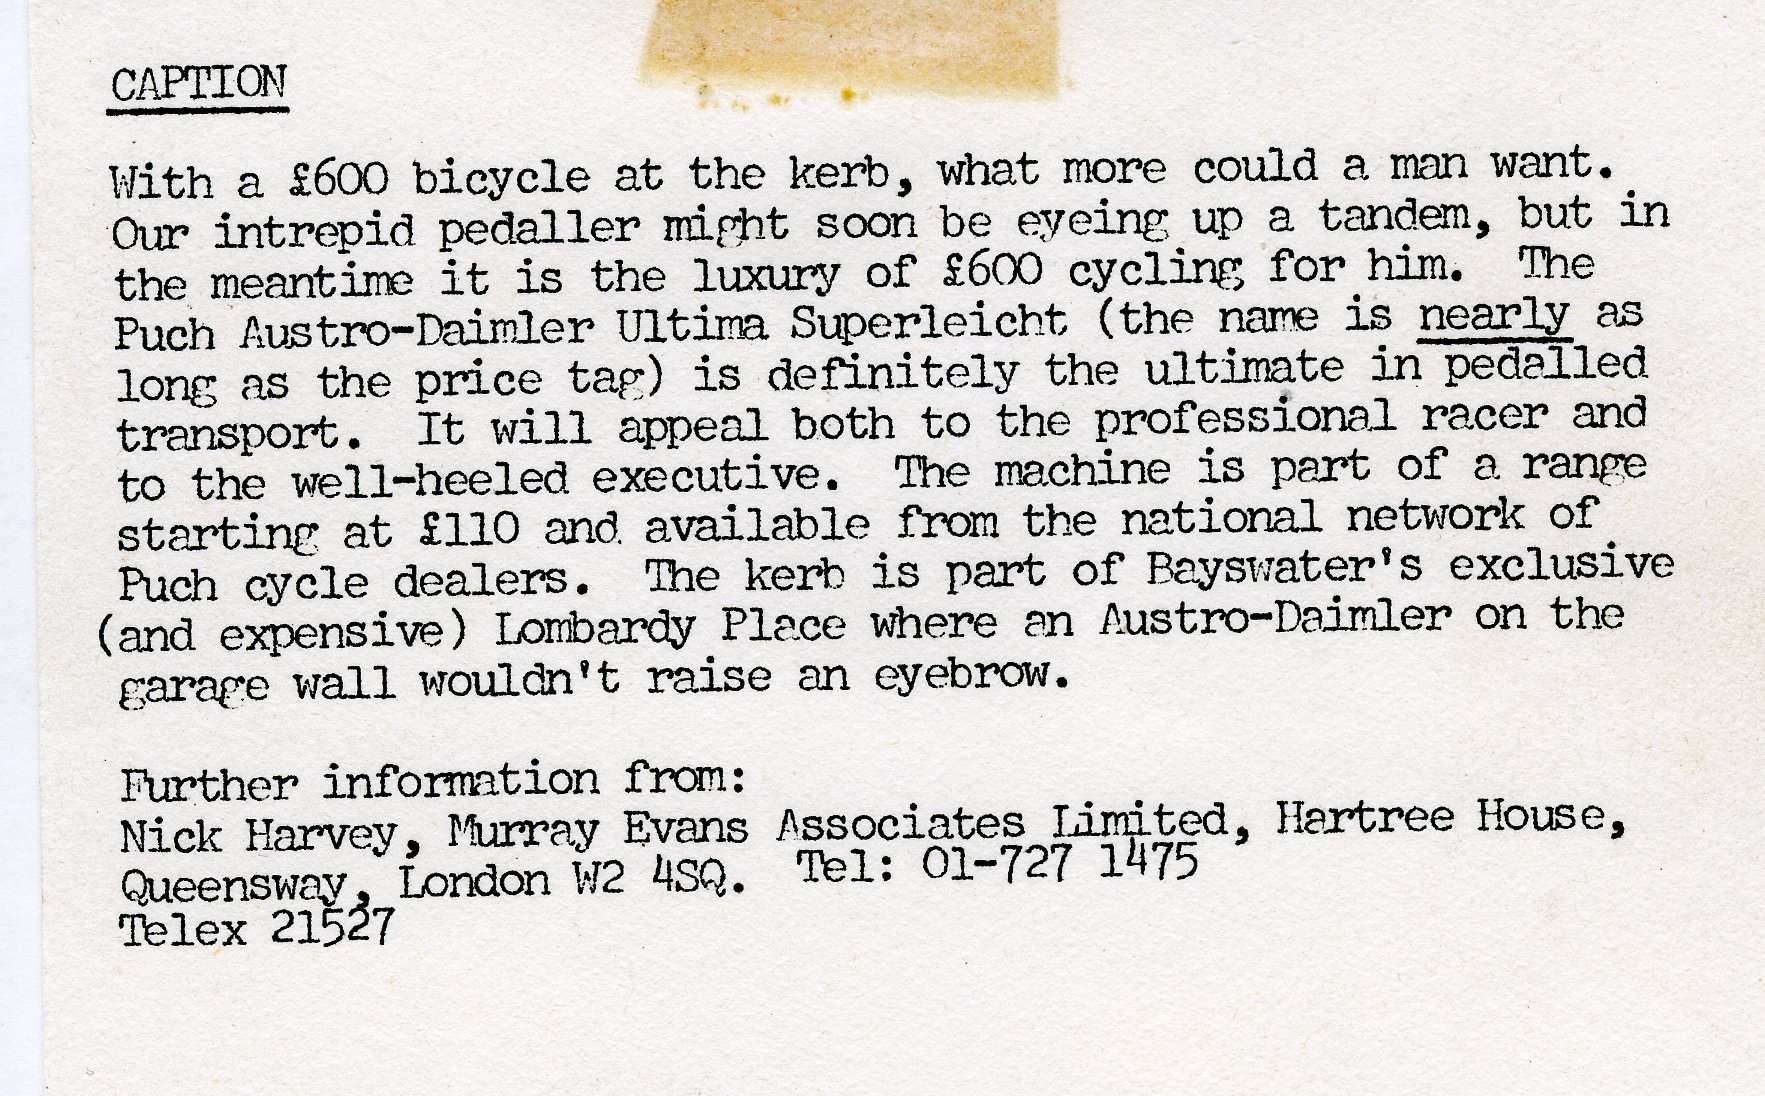 CAPTION
With a £600 bicycle at the kerb, what more could a man want.
Our intrepid pedaller might soon be eyeing up a tandem, but in
the meantime it is the luxury of £600 cycling for him. The
Puch Austro-Daimler Ultima Superleicht (the name is nearly as
long as the price tag) is definitely the ultimate in pedalled
transport. It will appeal both to the professional racer and
to the well-heeled executive. The machine is part of a range
starting at £110 and available from the national network of
Puch cycle dealers. The kerb is part of Bayswater's exclusive
(and expensive) Lombardy Place where an Austro-Daimler on the
garage wall wouldn't raise an eyebrow.
Further information from:
Nick Harvey, Murray Evans Associates Limited, Hartree House,
Queensway, London W2 4SQ. Tel: 01-727 1475
Telex 21527